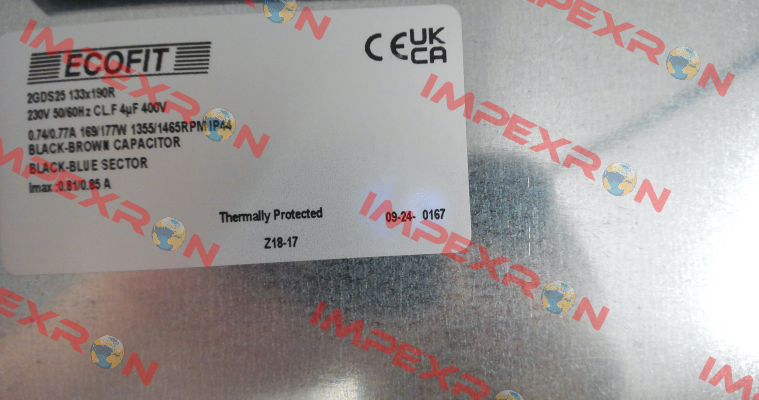 ECOFIT
CE UK CA
2GDS25 133x190R
230V 50/60Hz CL.F 4µF 400V
0.74/0.77A 169/177W 1355/1465RPM IP44
BLACK-BROWN CAPACITOR
BLACK-BLUE SECTOR
Imax :0.81/0.85 A
Thermally Protected 09-24- 0167
Z18-17
IMPEXRON
IMPEXRON
IMPEXRON
IMPEXRON
IMPEXRON
IMPEXRON